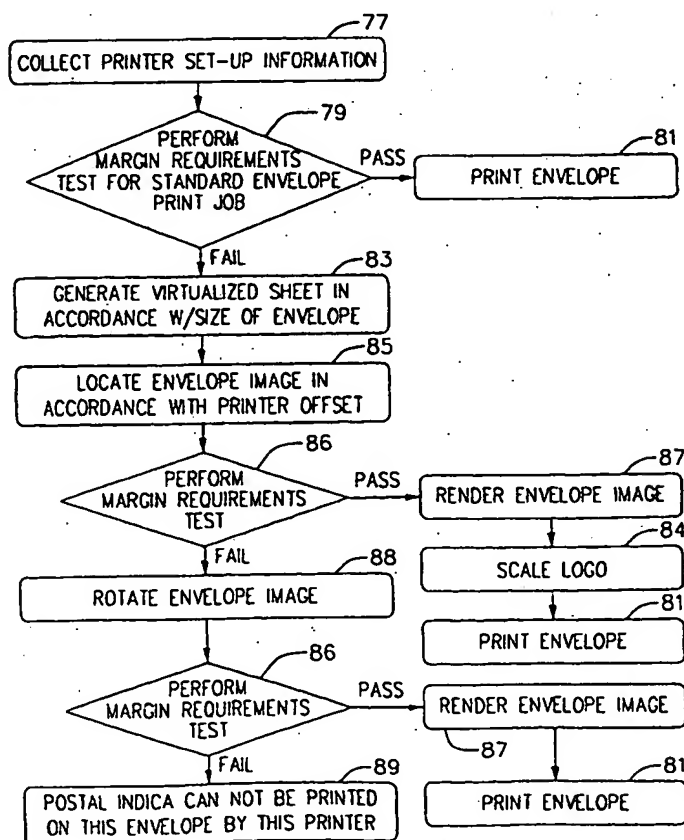 77
COLLECT PRINTER SET-UP INFORMATION
79
PERFORM
MARGIN REQUIREMENTS
TEST FOR STANDARD ENVELOPE
PRINT JOB
PASS
81
PRINT ENVELOPE
FAIL
83
GENERATE VIRTUALIZED SHEET IN
ACCORDANCE W/SIZE OF ENVELOPE
85
LOCATE ENVELOPE IMAGE IN
ACCORDANCE WITH PRINTER OFFSET
86
PERFORM
MARGIN REQUIREMENTS
TEST
PASS
87
RENDER ENVELOPE IMAGE
84
SCALE LOGO
81
PRINT ENVELOPE
FAIL
88
ROTATE ENVELOPE IMAGE
86
PERFORM
MARGIN REQUIREMENTS
TEST
PASS
RENDER ENVELOPE IMAGE
87
81
PRINT ENVELOPE
FAIL
89
POSTAL INDICA CAN NOT BE PRINTED
ON THIS ENVELOPE BY THIS PRINTER